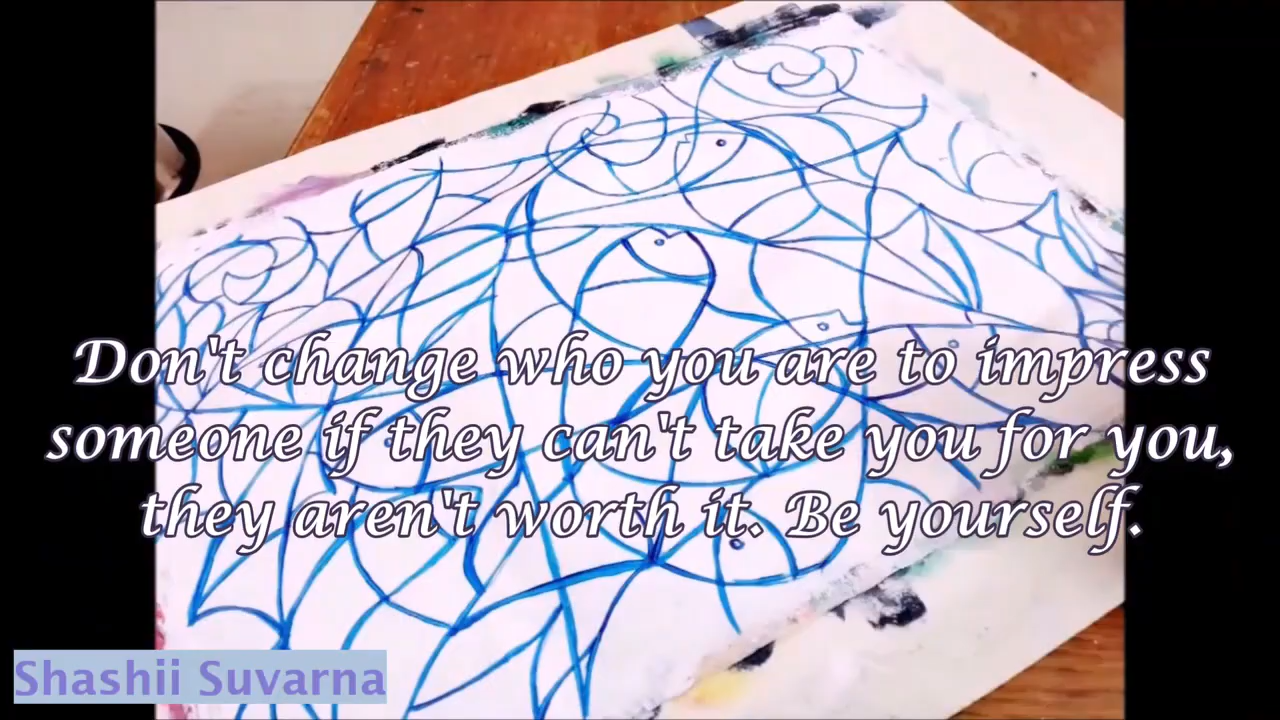 Don't change who you are to impress
someone if they can't take you for you,
they aren't worth it. Be yourself.
Shashii Suvarna